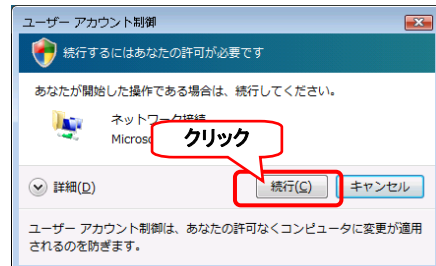 ユーザー アカウント制御
続行するにはあなたの許可が必要です
あなたが開始した操作である場合は、続行してください。
ネットワーク接続
クリック
詳細(D)
続行(C)
キャンセル
ユーザー アカウント制御は、あなたの許可なくコンピュータに変更が適用
されるのを防ぎます。